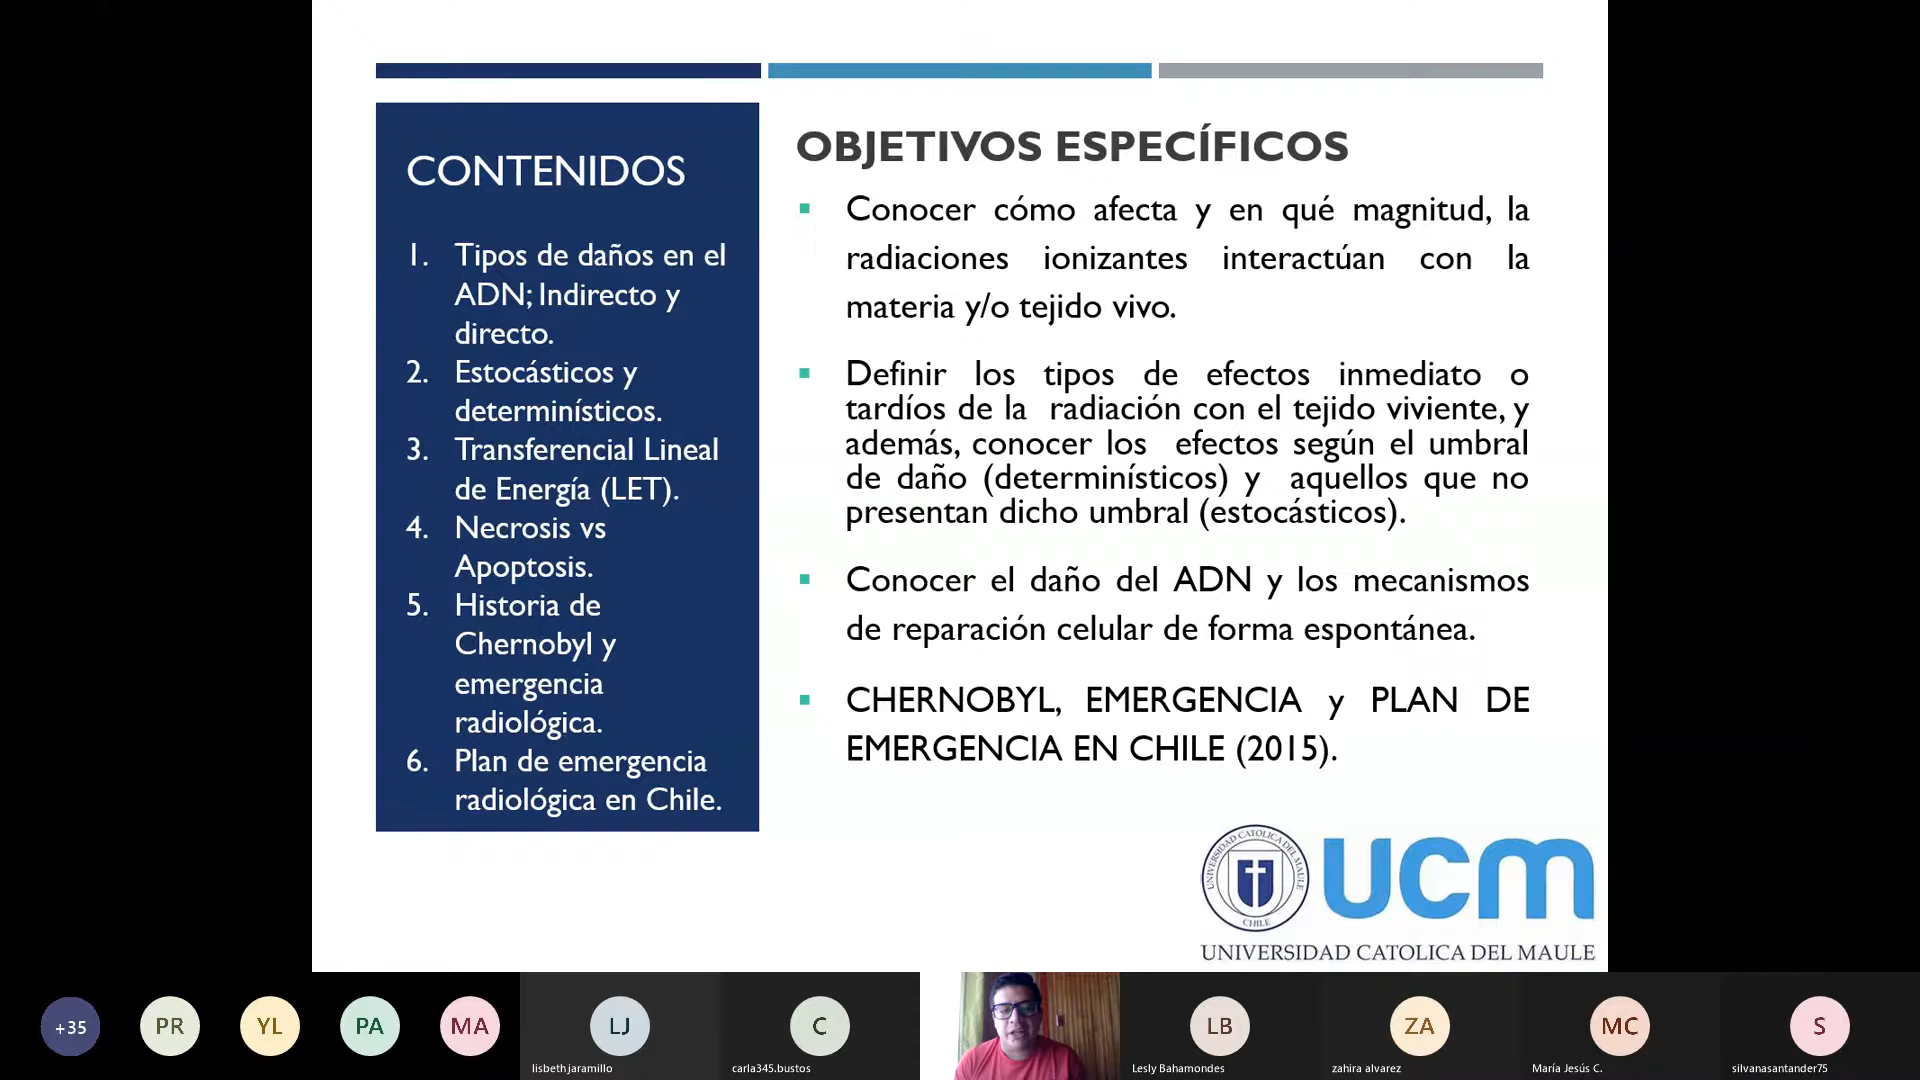 CONTENIDOS
1. Tipos de daños en el
ADN; Indirecto y
directo.
2. Estocásticos y
determinísticos.
3. Transferencial Lineal
de Energía (LET).
4. Necrosis vs
Apoptosis.
5. Historia de
Chernobyl y
emergencia
radiológica.
6. Plan de emergencia
radiológica en Chile.
OBJETIVOS ESPECÍFICOS
Conocer cómo afecta y en qué magnitud, la
radiaciones ionizantes interactúan con la
materia y/o tejido vivo.
Definir los tipos de efectos inmediato o
tardíos de la radiación con el tejido viviente, y
además, conocer los efectos según el umbral
de daño (determinísticos) y aquellos que no
presentan dicho umbral (estocásticos).
Conocer el daño del ADN y los mecanismos
de reparación celular de forma espontánea.
CHERNOBYL, EMERGENCIA y PLAN DE
EMERGENCIA EN CHILE (2015).
UNIVERSIDAD CATOLICA DEL MAULE
CHILE
ucm
UNIVERSIDAD CATOLICA DEL MAULE
+35
PR
YL
PA
MA
LJ
lisbeth jaramillo
C
carla345.bustos
LB
Lesly Bahamondes
ZA
zahira alvarez
MC
María Jesús C.
S
silvanasantander75